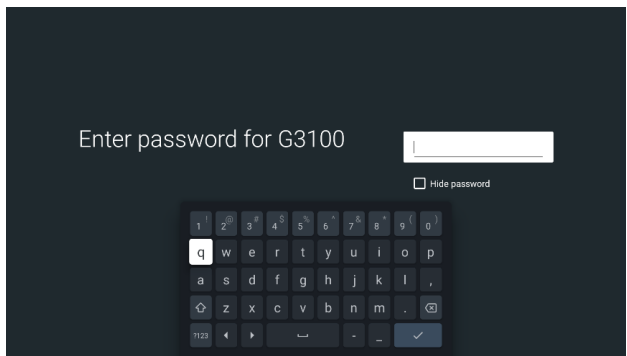 Enter password for G3100
Hide password
1 ! 2 @ 3 # 4 $ 5 % 6 ^ 7 & 8 * 9 ( 0 )
q w e r t y u i o p
a s d f g h j k l ,
z x c v b n m .
?123 - _